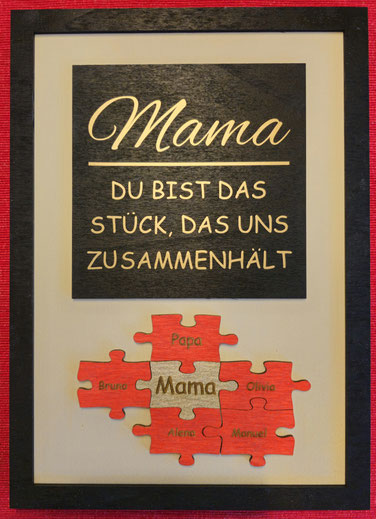 Mama
DU BIST DAS
STÜCK, DAS UNS
ZUSAMMENHÄLT
Papa
Bruno Mama Olivia
Alena Manuel